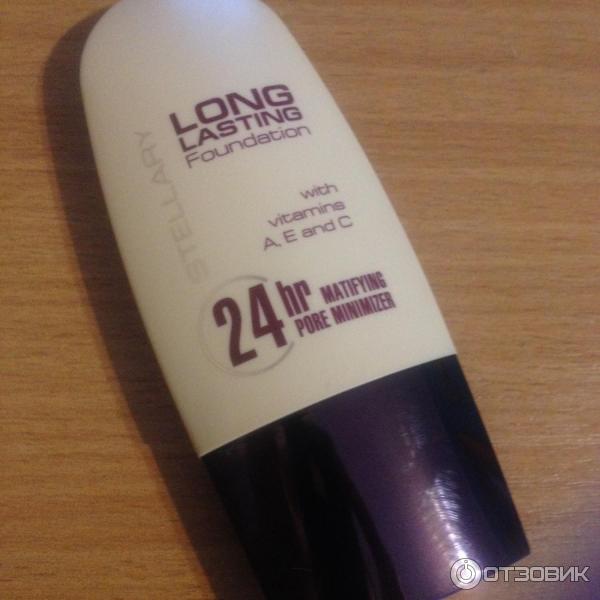 LONG
LASTING
Foundation
STELLARY
with
vitamins
A, E and C
24hr MATIFYING
PORE MINIMIZER
ОТЗОВИК